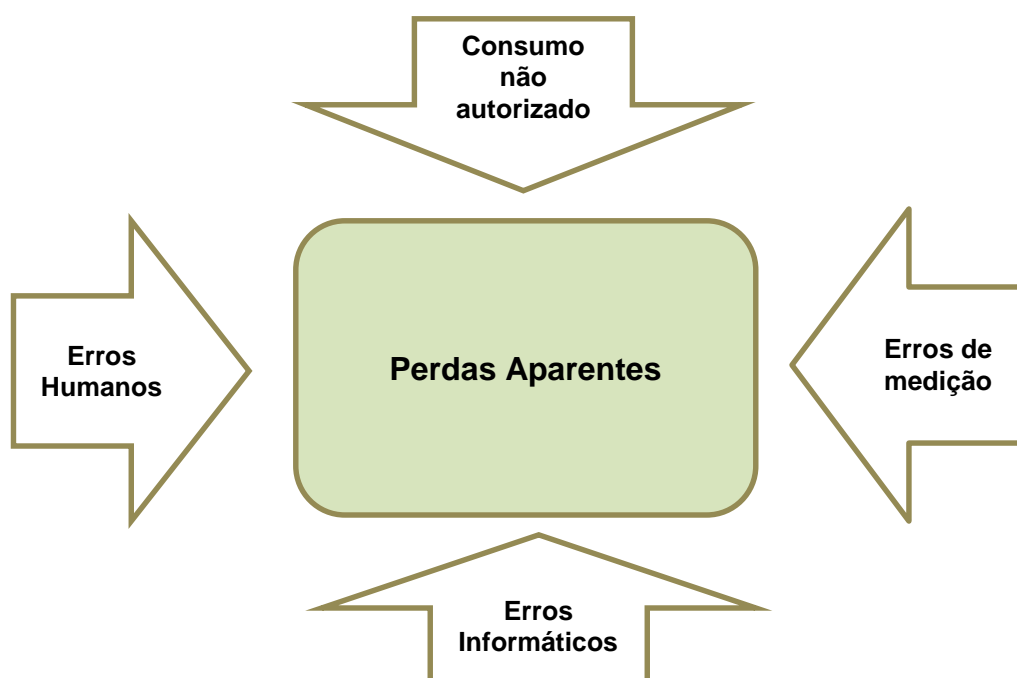 Consumo
não
autorizado
Erros
Humanos
Perdas Aparentes
Erros de
medição
Erros
Informáticos